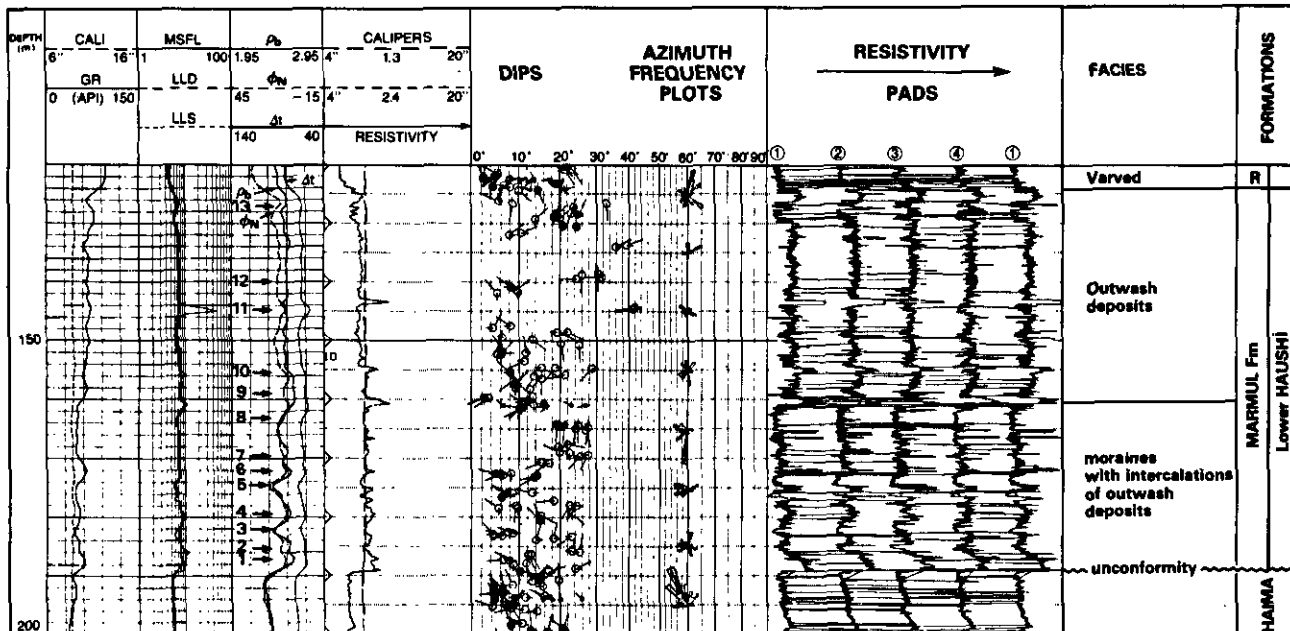 DEPTH (m)
CALI
6" 16"
GR
0 (API) 150
MSFL
1 100
LLD
LLS
ρb
1.95 2.95
ϕN
45 -15
Δt
140 40
CALIPERS
4" 1.3 20"
4" 2.4 20"
RESISTIVITY
DIPS
AZIMUTH
FREQUENCY
PLOTS
0° 10° 20° 30° 40° 50° 60° 70° 80° 90°
RESISTIVITY
PADS
① ② ③ ④ ①
FACIES
FORMATIONS
Δt
ρb
13
ϕN
12
11
150
10
10
9
8
7
6
5
4
3
2
1
200
Varved
R
Outwash
deposits
moraines
with intercalations
of outwash
deposits
unconformity
MARMUL Fm
Lower HAUSHI
HAIMA